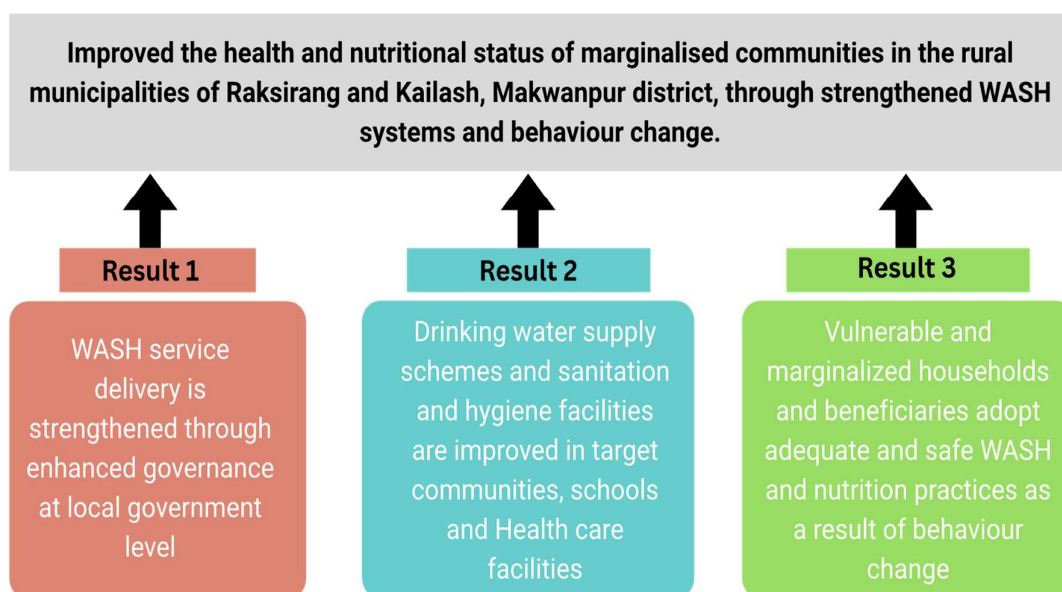 Improved the health and nutritional status of marginalised communities in the rural
municipalities of Raksirang and Kailash, Makwanpur district, through strengthened WASH
systems and behaviour change.
Result 1
WASH service
delivery is
strengthened through
enhanced governance
at local government
level
Result 2
Drinking water supply
schemes and sanitation
and hygiene facilities
are improved in target
communities, schools
and Health care
facilities
Result 3
Vulnerable and
marginalized households
and beneficiaries adopt
adequate and safe WASH
and nutrition practices as
a result of behaviour
change